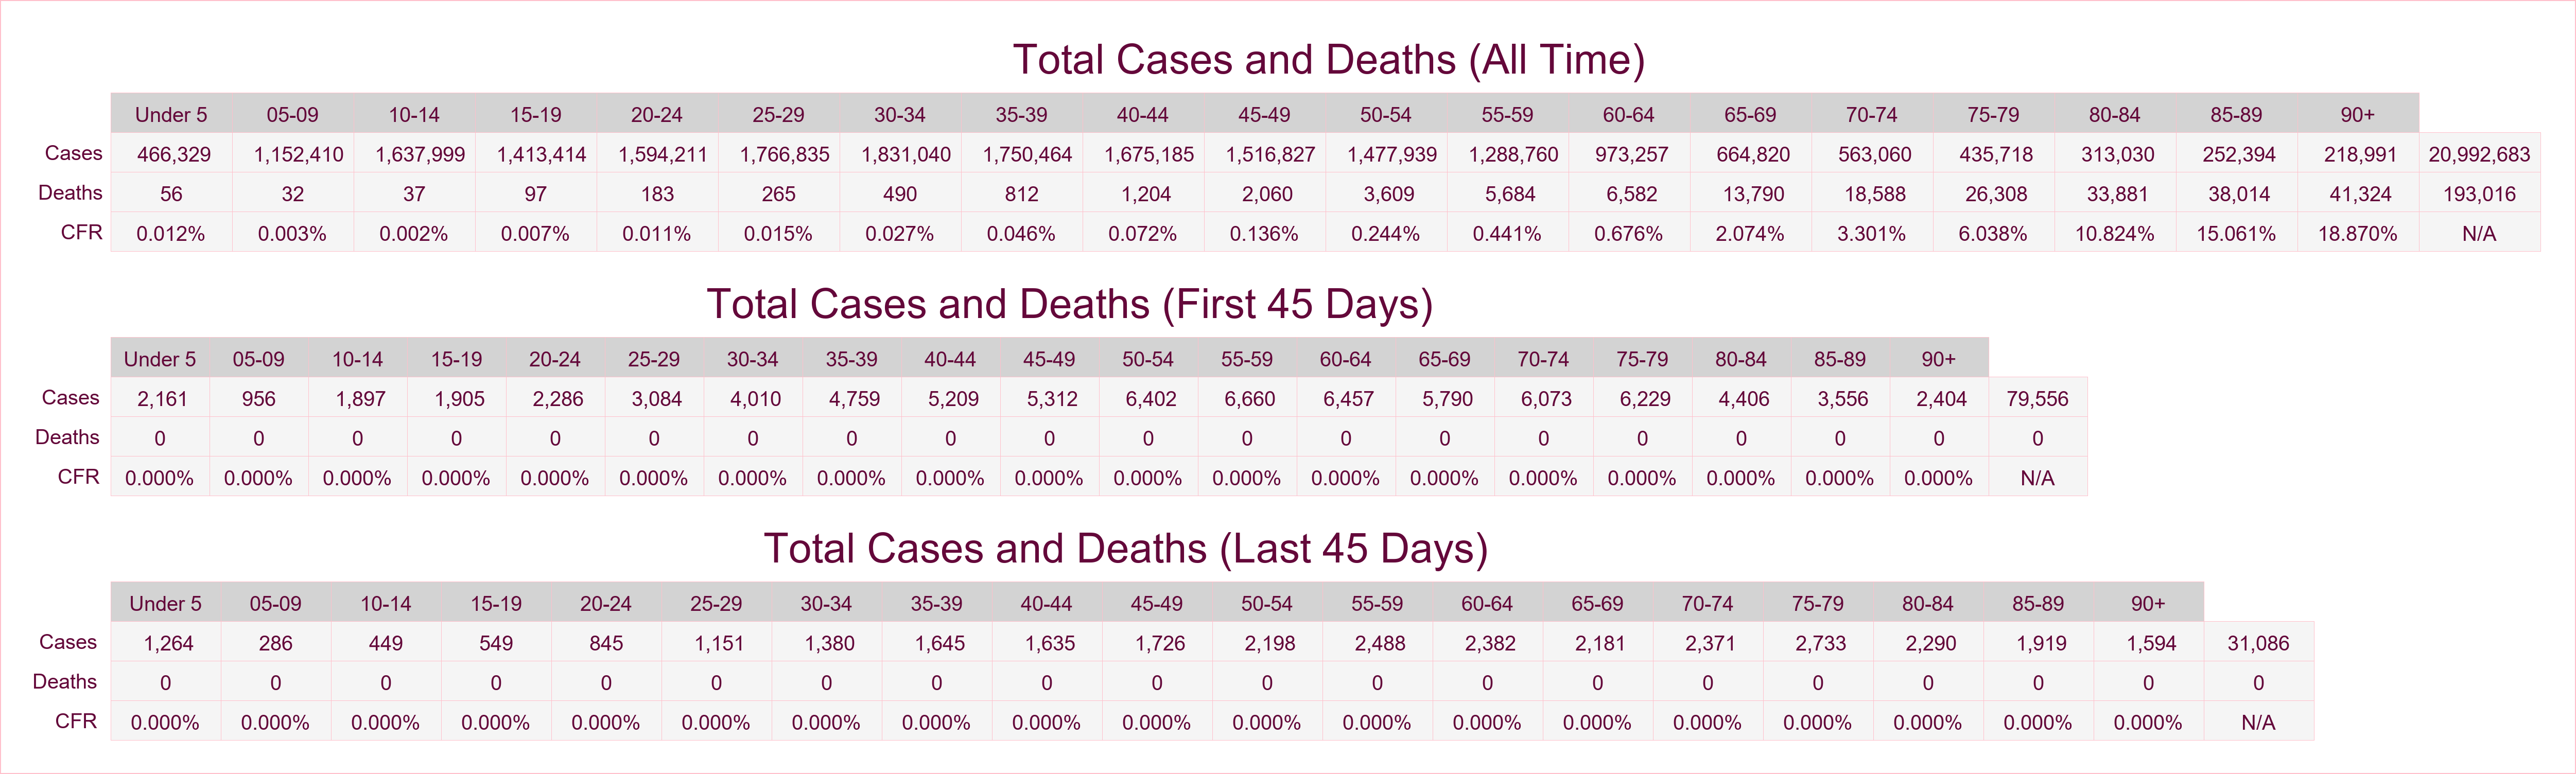 Total Cases and Deaths (All Time)
Under 5 05-09 10-14 15-19 20-24 25-29 30-34 35-39 40-44 45-49 50-54 55-59 60-64 65-69 70-74 75-79 80-84 85-89 90+
Cases 466,329 1,152,410 1,637,999 1,413,414 1,594,211 1,766,835 1,831,040 1,750,464 1,675,185 1,516,827 1,477,939 1,288,760 973,257 664,820 563,060 435,718 313,030 252,394 218,991 20,992,683
Deaths 56 32 37 97 183 265 490 812 1,204 2,060 3,609 5,684 6,582 13,790 18,588 26,308 33,881 38,014 41,324 193,016
CFR 0.012% 0.003% 0.002% 0.007% 0.011% 0.015% 0.027% 0.046% 0.072% 0.136% 0.244% 0.441% 0.676% 2.074% 3.301% 6.038% 10.824% 15.061% 18.870% N/A
Total Cases and Deaths (First 45 Days)
Under 5 05-09 10-14 15-19 20-24 25-29 30-34 35-39 40-44 45-49 50-54 55-59 60-64 65-69 70-74 75-79 80-84 85-89 90+
Cases 2,161 956 1,897 1,905 2,286 3,084 4,010 4,759 5,209 5,312 6,402 6,660 6,457 5,790 6,073 6,229 4,406 3,556 2,404 79,556
Deaths 0 0 0 0 0 0 0 0 0 0 0 0 0 0 0 0 0 0 0 0
CFR 0.000% 0.000% 0.000% 0.000% 0.000% 0.000% 0.000% 0.000% 0.000% 0.000% 0.000% 0.000% 0.000% 0.000% 0.000% 0.000% 0.000% 0.000% 0.000% N/A
Total Cases and Deaths (Last 45 Days)
Under 5 05-09 10-14 15-19 20-24 25-29 30-34 35-39 40-44 45-49 50-54 55-59 60-64 65-69 70-74 75-79 80-84 85-89 90+
Cases 1,264 286 449 549 845 1,151 1,380 1,645 1,635 1,726 2,198 2,488 2,382 2,181 2,371 2,733 2,290 1,919 1,594 31,086
Deaths 0 0 0 0 0 0 0 0 0 0 0 0 0 0 0 0 0 0 0 0
CFR 0.000% 0.000% 0.000% 0.000% 0.000% 0.000% 0.000% 0.000% 0.000% 0.000% 0.000% 0.000% 0.000% 0.000% 0.000% 0.000% 0.000% 0.000% 0.000% N/A